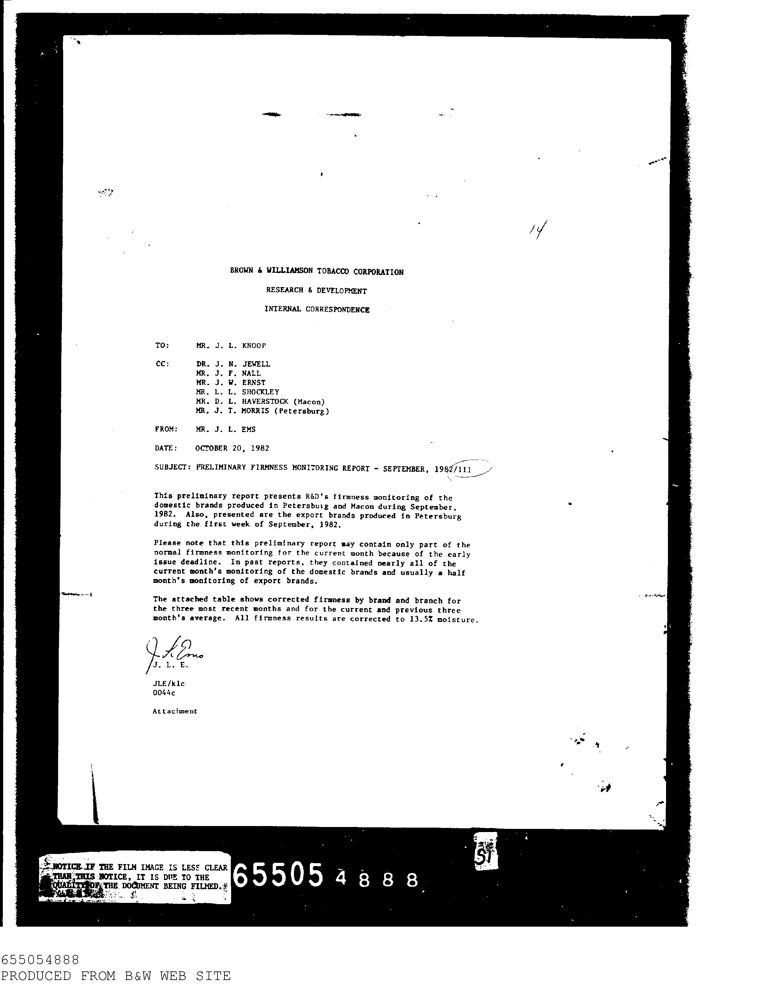 14
BROWN & WILLIAMSON TOBACCO CORPORATION
RESEARCH & DEVELOPMENT
INTERNAL CORRESPONDENCE
TO: MR. J. L. KNOOP
CC: DR. J. N. JEWELL
MR. J. F. NALL
MR. J. W. ERNST
MR. L. L. SHOCKLEY
MR. D. L. HAVERSTOCK (Macon)
MR. J. T. MORRIS (Petersburg)
FROM: MR. J. L. EMS
DATE: OCTOBER 20, 1982
SUBJECT: PRELIMINARY FIRMNESS MONITORING REPORT - SEPTEMBER, 1982/111
This preliminary report presents R&D's firmness monitoring of the
domestic brands produced in Petersburg and Macon during September,
1982. Also, presented are the export brands produced in Petersburg
during the first week of September, 1982.
Please note that this preliminary report may contain only part of the
normal firmness monitoring for the current month because of the early
issue deadline. In past reports, they contained nearly all of the
current month's monitoring of the domestic brands and usually a half
month's monitoring of export brands.
The attached table shows corrected firmness by brand and branch for
the three most recent months and for the current and previous three
month's average. All firmness results are corrected to 13.5% moisture.
J L Ems
J. L. E.
JLE/klc
0044c
Attachment
51
NOTICE IF THE FILM IMAGE IS LESS CLEAR
THAN THIS NOTICE, IT IS DUE TO THE
QUALITY OF THE DOCUMENT BEING FILMED.
655054888
655054888
PRODUCED FROM B&W WEB SITE